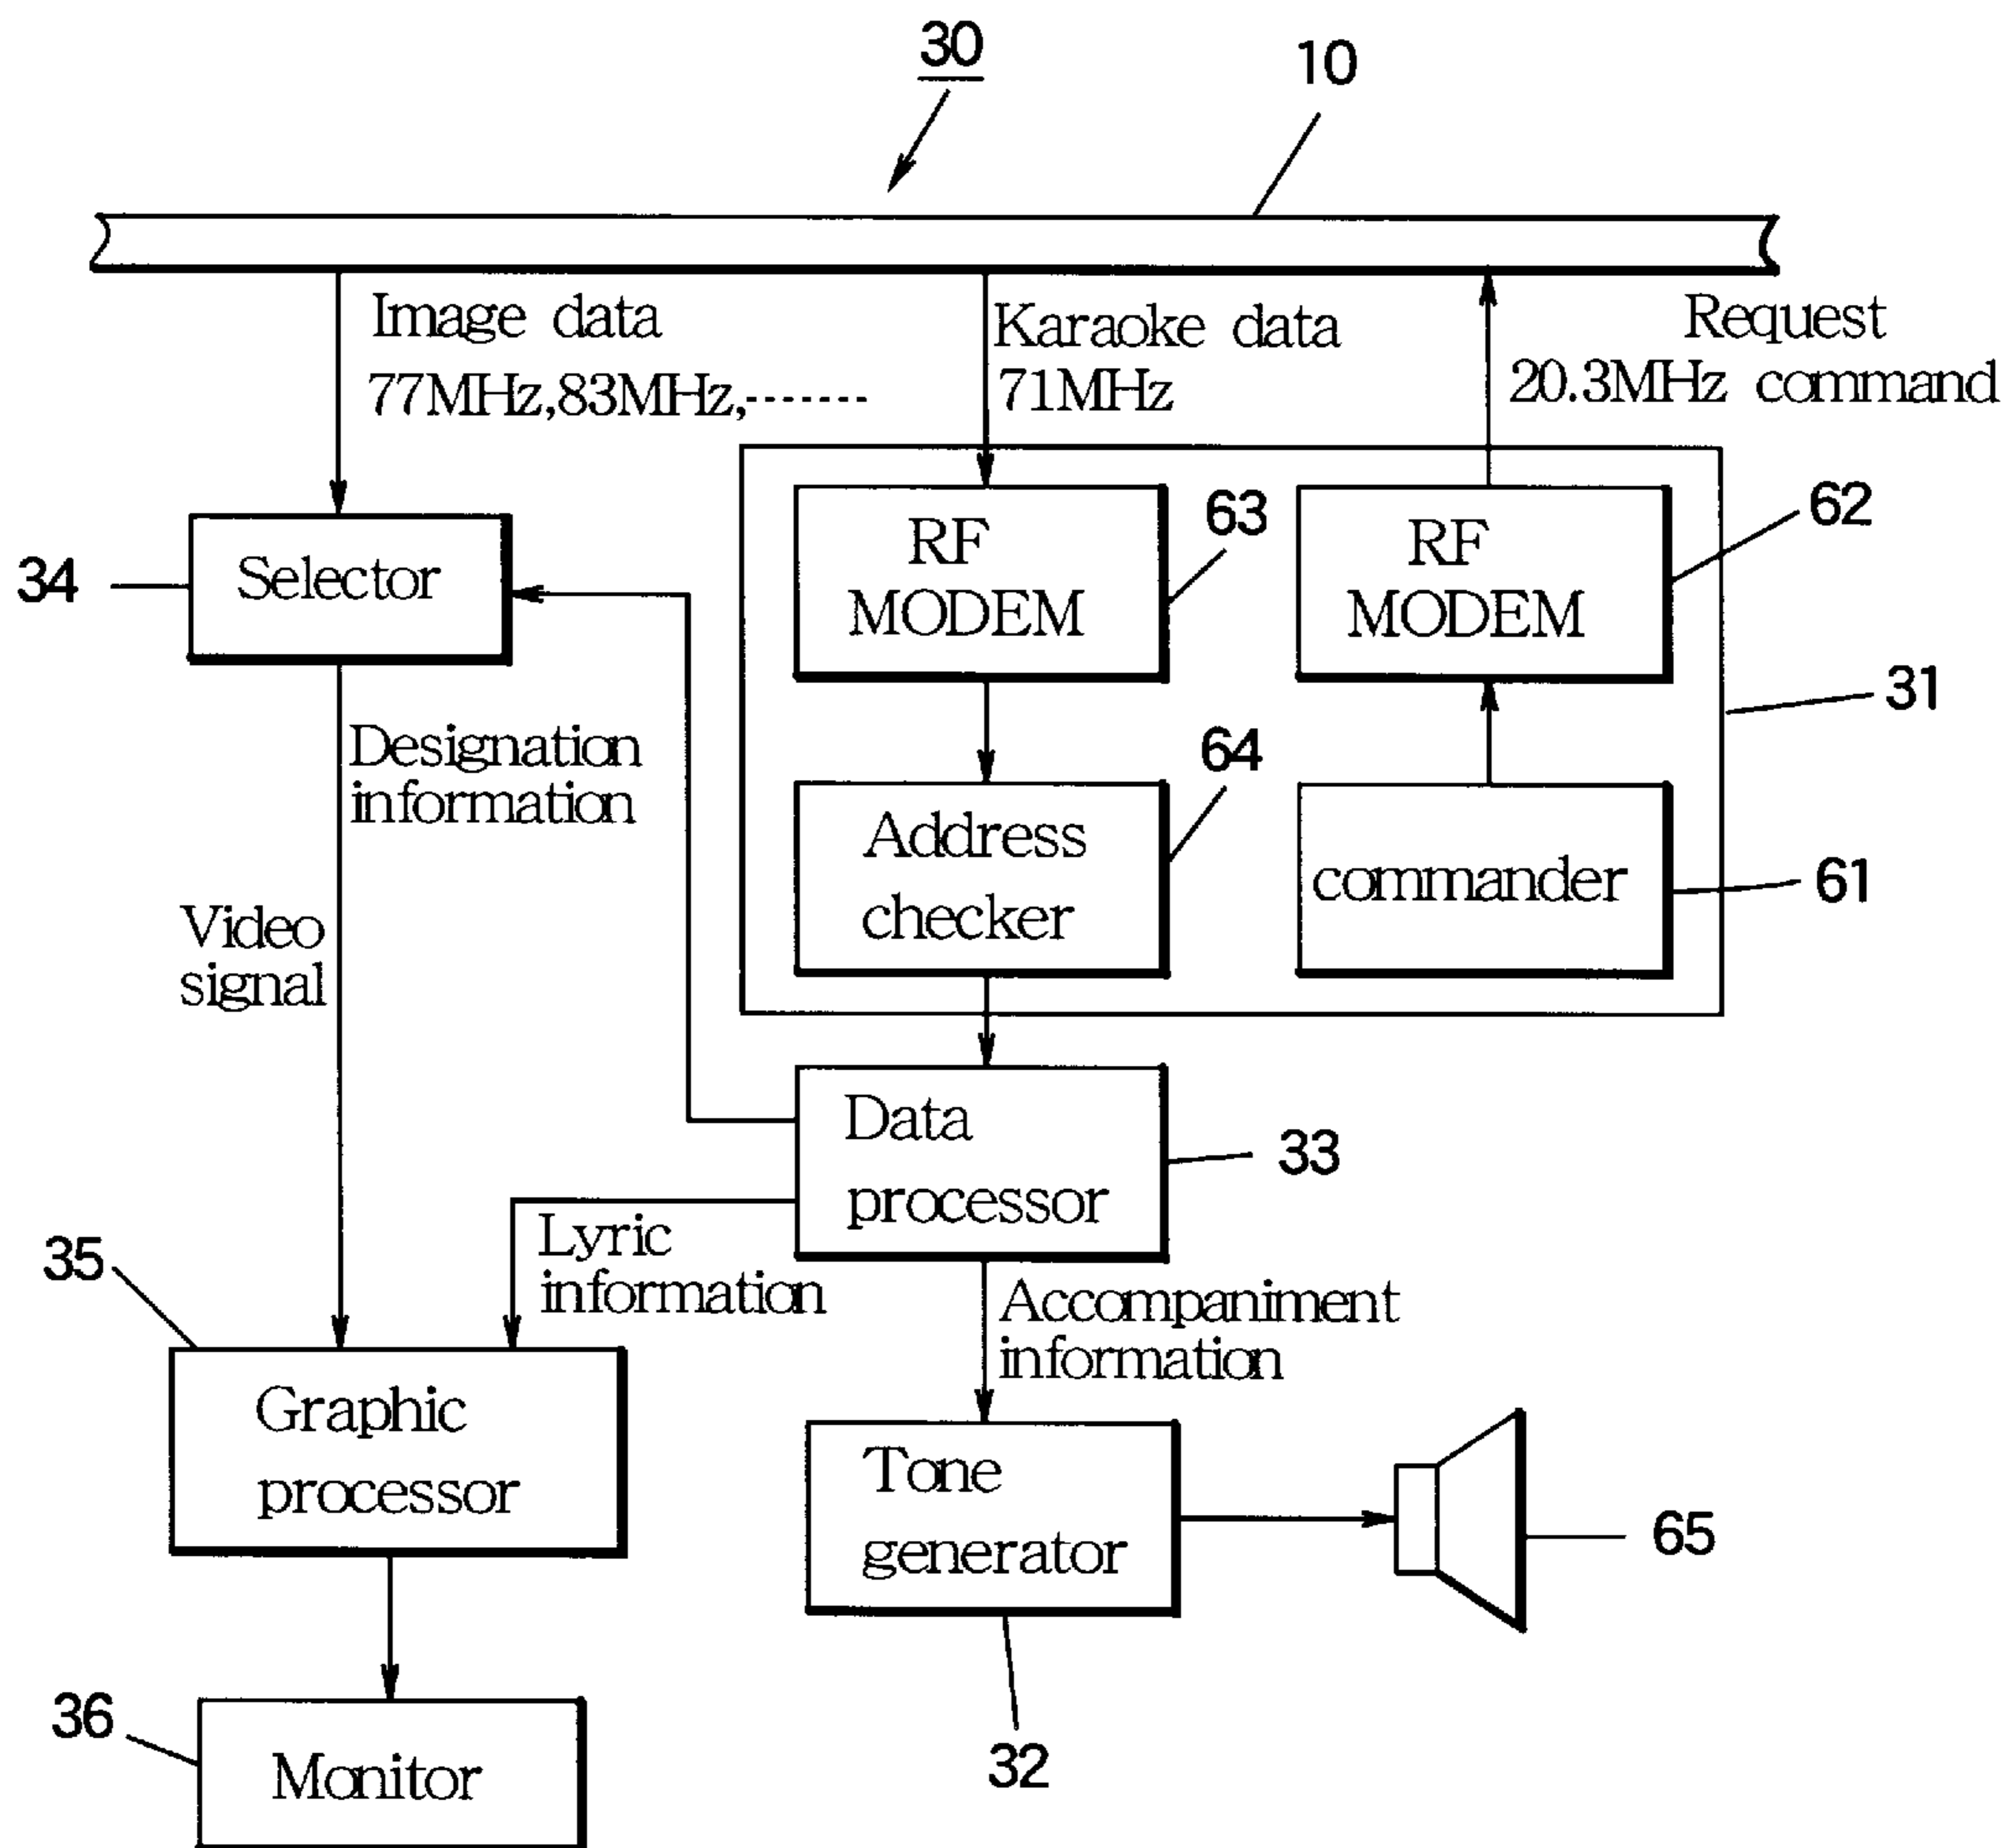 30
10
Image data
77MHz,83MHz,-------
Karaoke data
71MHz
Request
20.3MHz command
34
Selector
RF
MODEM
63
RF
MODEM
62
31
Designation
information
64
Address
checker
commander
61
Video
signal
Data
processor
33
35
Lyric
information
Accompaniment
information
Graphic
processor
Tone
generator
65
36
Monitor
32